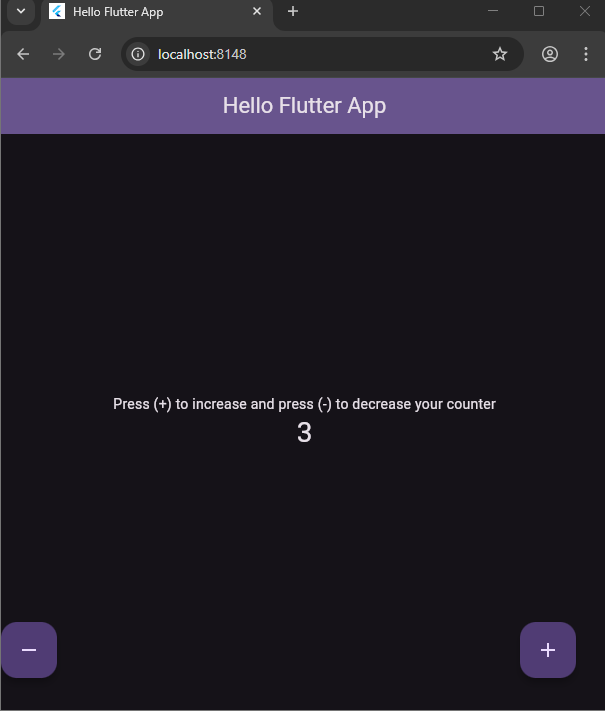 Hello Flutter App
localhost:8148
Hello Flutter App
Press (+) to increase and press (-) to decrease your counter
3